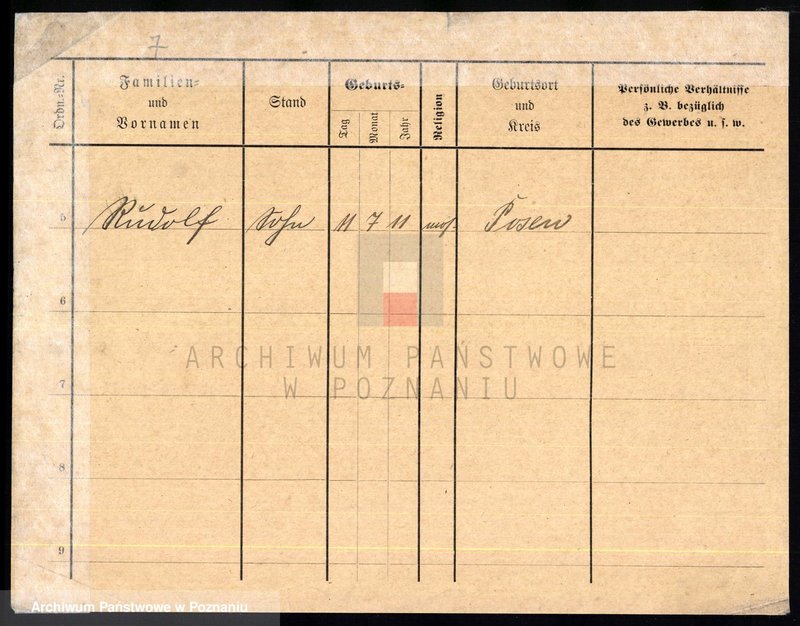 7
Ordn.-Nr.
Familien-
und
Vornamen
Stand
Geburts-
Tag
Monat
Jahr
Religion
Geburtsort
und
Kreis
Persönliche Verhältnisse
z. B. bezüglich
des Gewerbes u. s. w.
5 Rudolf Sohn 11 7 11 mos. Posen
6
ARCHIWUM PAŃSTWOWE
W POZNANIU
7
8
9
Archiwum Państwowe w Poznaniu